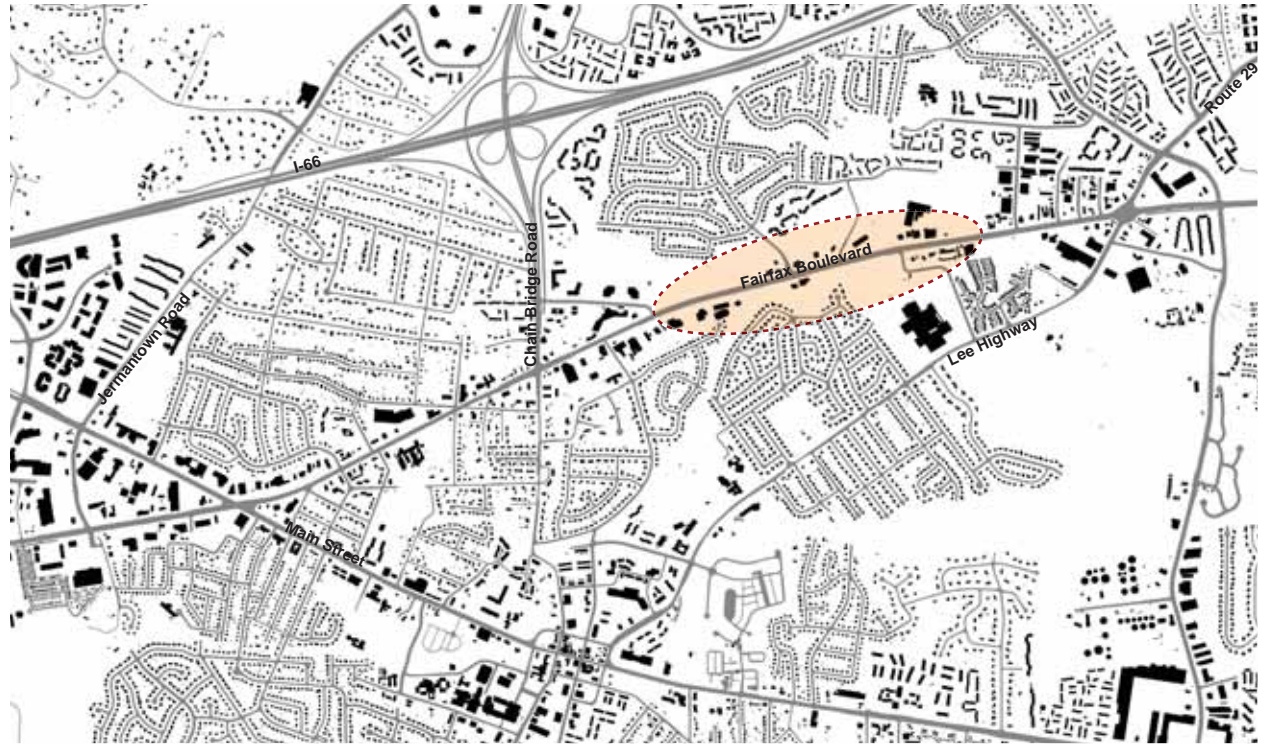 Route 29
I-66
Chain Bridge Road
Fairfax Boulevard
Jermantown Road
Lee Highway
Main Street